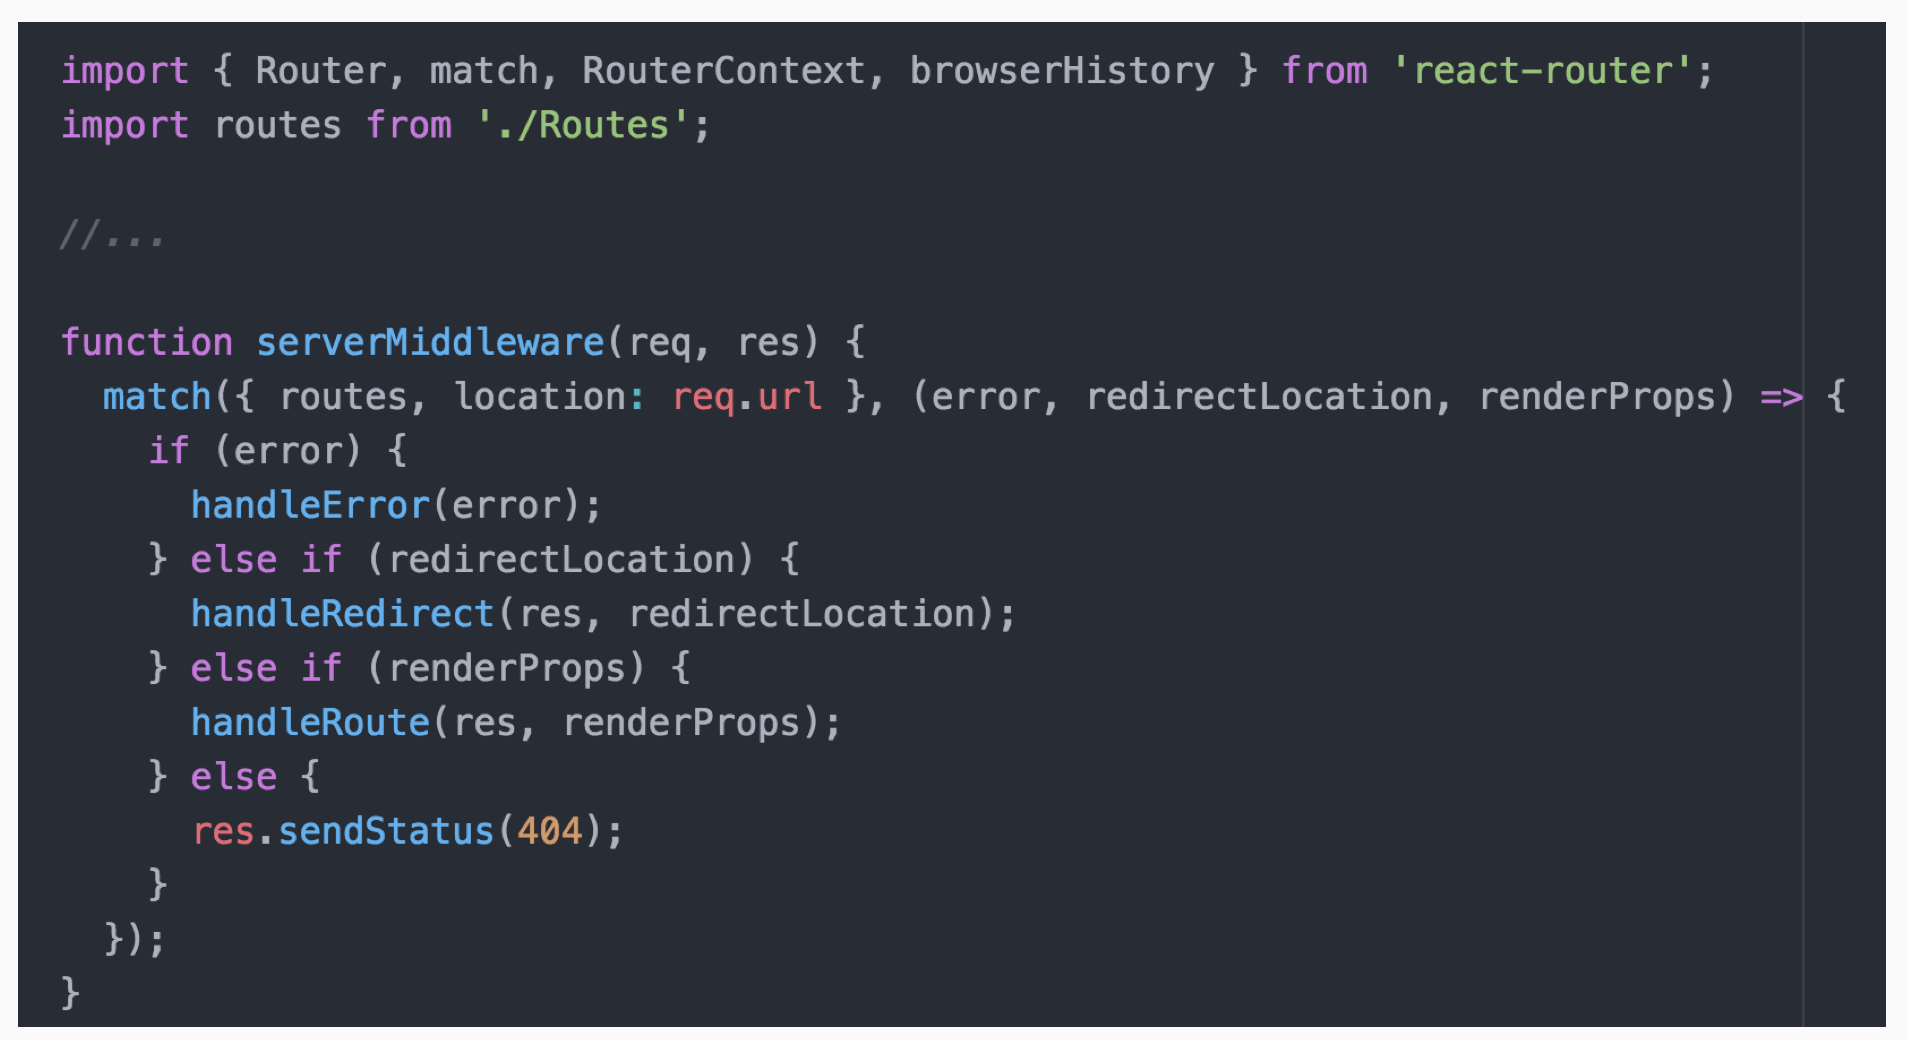 import { Router, match, RouterContext, browserHistory } from 'react-router';
import routes from './Routes';

//...

function serverMiddleware(req, res) {
  match({ routes, location: req.url }, (error, redirectLocation, renderProps) => {
    if (error) {
      handleError(error);
    } else if (redirectLocation) {
      handleRedirect(res, redirectLocation);
    } else if (renderProps) {
      handleRoute(res, renderProps);
    } else {
      res.sendStatus(404);
    }
  });
}